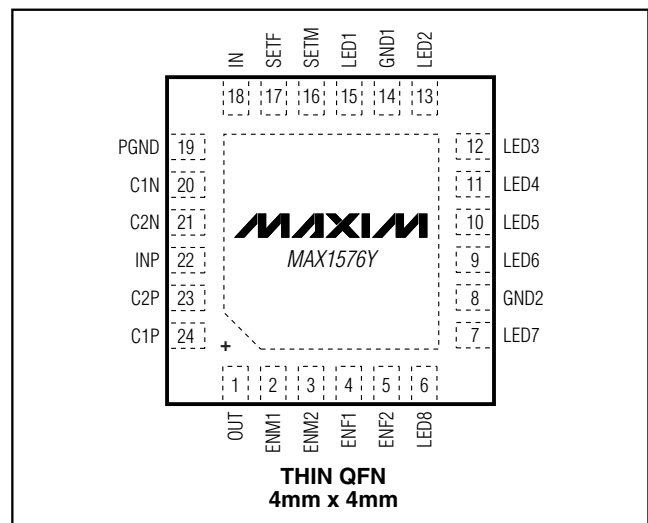 IN SETF SETM LED1 GND1 LED2
18 17 16 15 14 13
PGND 19 12 LED3
C1N 20 11 LED4
C2N 21 10 LED5
MAXIM
MAX1576Y
INP 22 9 LED6
C2P 23 8 GND2
C1P 24 7 LED7
+
1 2 3 4 5 6
OUT ENM1 ENM2 ENF1 ENF2 LED8
THIN QFN
4mm x 4mm